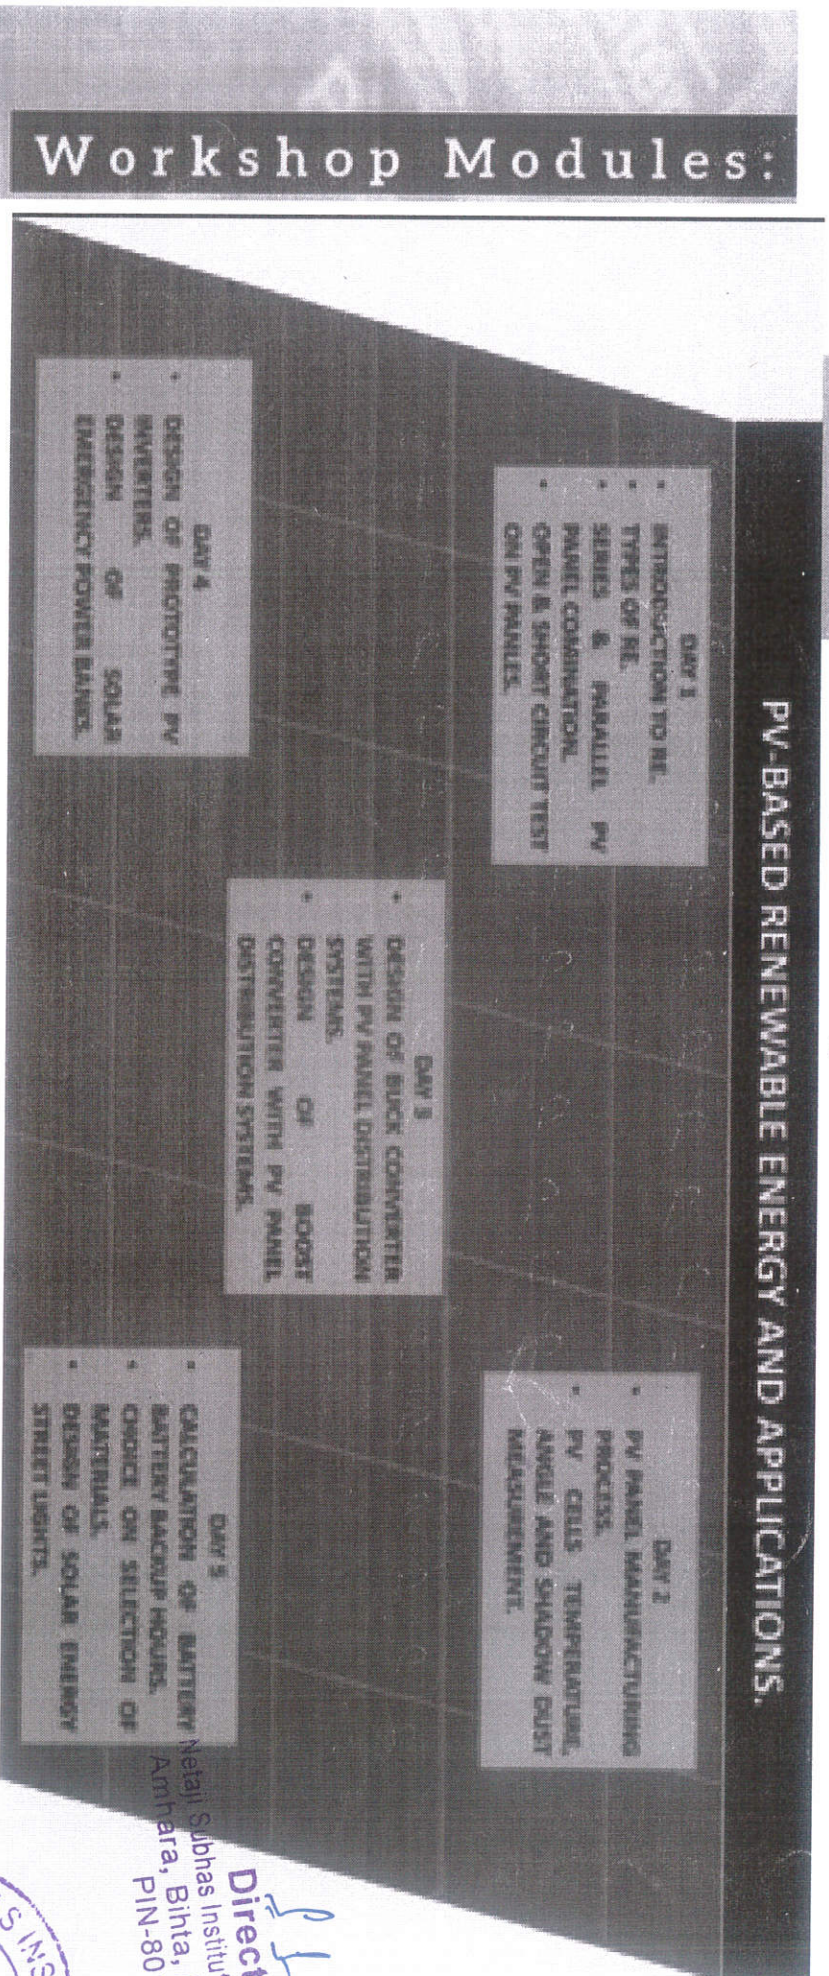 Workshop Modules:
PV-BASED RENEWABLE ENERGY AND APPLICATIONS.
DAY 1
• INTRODUCTION TO RE.
• TYPES OF RE.
• SERIES & PARALLEL PV
PANEL COMINATION.
• OPEN & SHORT CIRCUIT TEST
ON PV PANLES.
DAY 2
• PV PANEL MANUFACTURING
PROCESS.
• PV CELLS TEMPERATURE,
ANGLE AND SHADOW DUST
MEASUREMENT.
DAY 3
• DESIGN OF BUCK CONVERTER
WITH PV PANEL DISTRIBUTION
SYSTEMS.
• DESIGN OF BOOST
CONVERTER WITH PV PANEL
DISTRIBUTION SYSTEMS.
DAY 4
• DESIGN OF PROTOTYPE PV
INVERTERS.
• DESIGN OF SOLAR
EMERGENCY POWER BANKS.
DAY 5
• CALCULATION OF BATTERY
BATTERY BACKUP HOURS.
• CHOICE ON SELECTION OF
MATERIALS.
• DESIGN OF SOLAR ENERGY
STREET LIGHTS.
Direct
Netaji Subhas Institu
Amhara, Bihta,
PIN-80
S INS